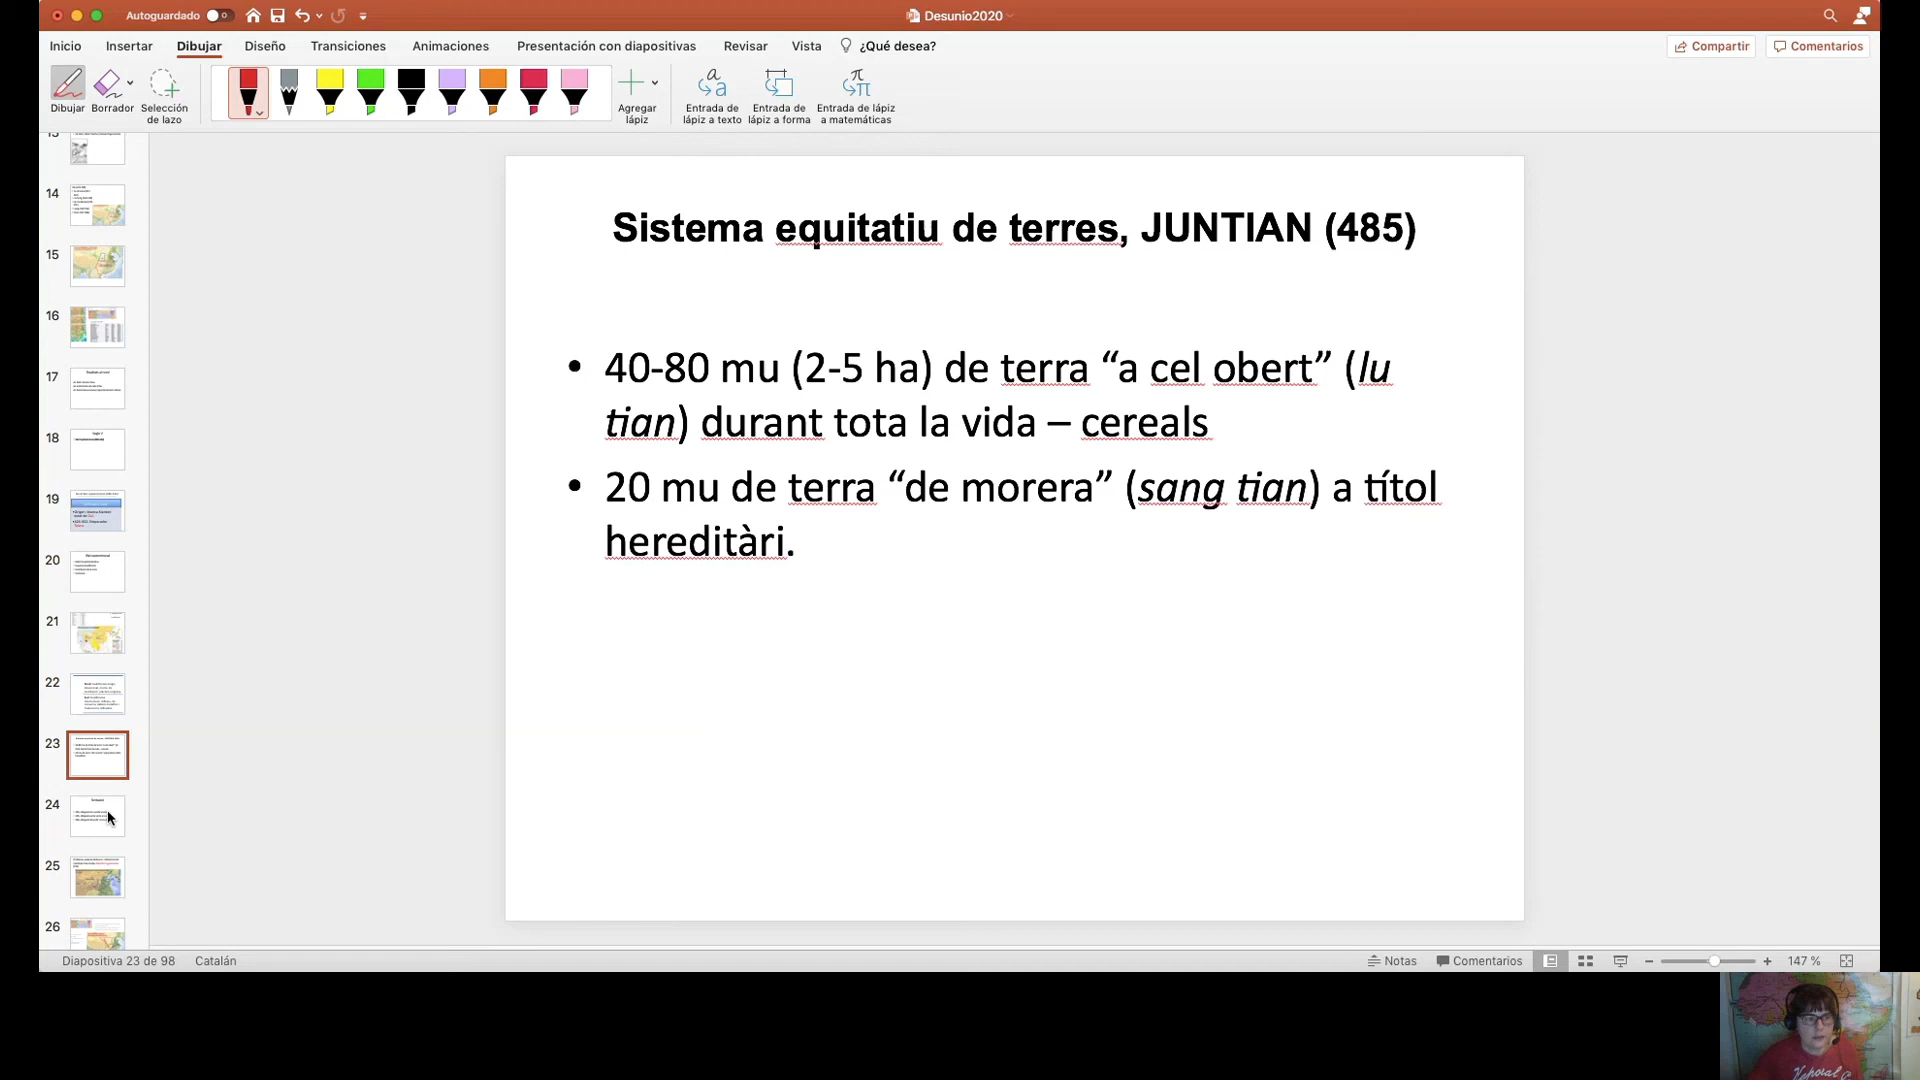 Autoguardado
Desunio2020
Inicio Insertar Dibujar Diseño Transiciones Animaciones Presentación con diapositivas Revisar Vista ¿Qué desea? Compartir Comentarios
Dibujar Borrador Selección de lazo Agregar lápiz Entrada de lápiz a texto Entrada de lápiz a forma Entrada de lápiz a matemáticas
14
15
16
17
18
19
20
21
22
23
24
25
26
Sistema equitatiu de terres, JUNTIAN (485)
• 40-80 mu (2-5 ha) de terra “a cel obert” (lu
tian) durant tota la vida – cereals
• 20 mu de terra “de morera” (sang tian) a títol
hereditàri.
Diapositiva 23 de 98 Catalán Notas Comentarios 147 %